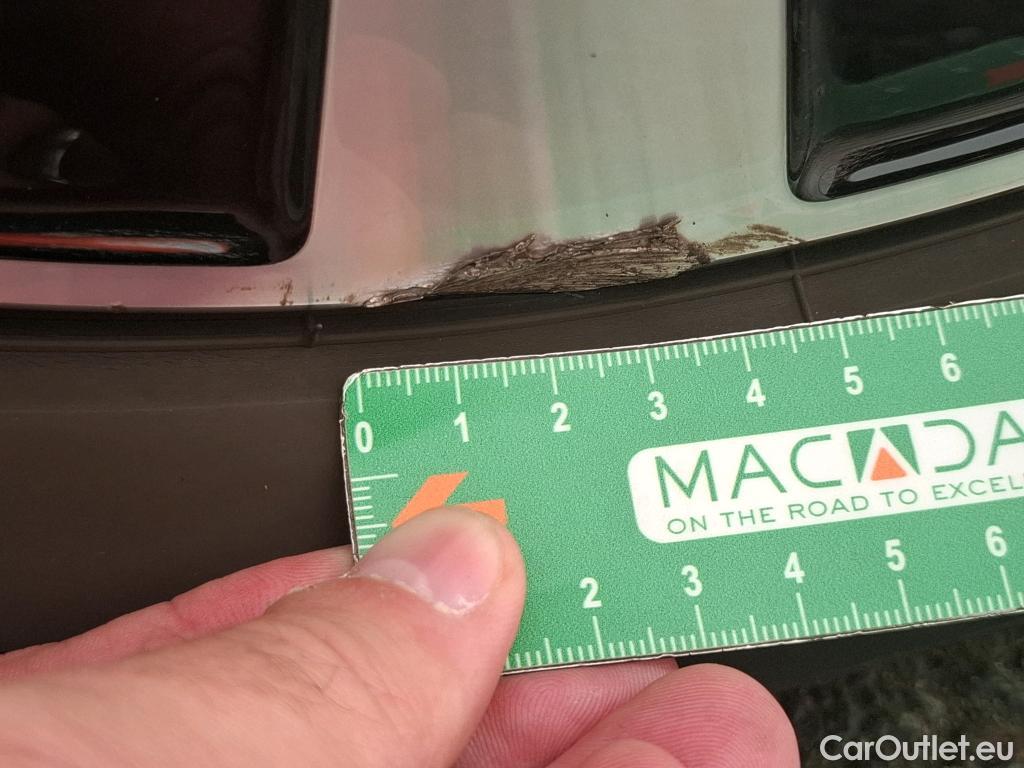 0 1 2 3 4 5 6
MACADA
ON THE ROAD TO EXCEL
2 3 4 5 6
CarOutlet.eu